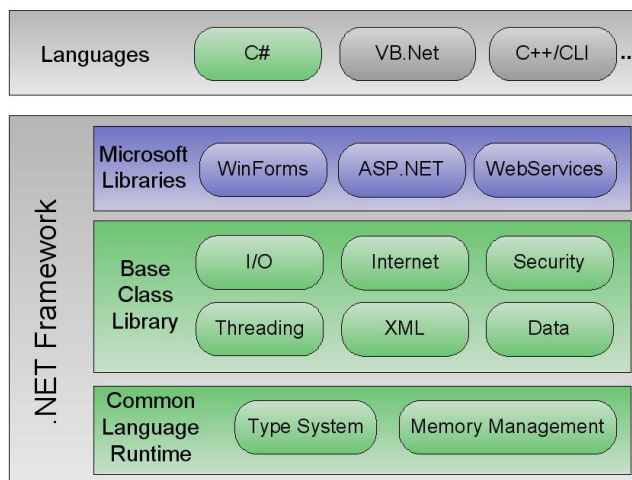 Languages
C#
VB.Net
C++/CLI
..
.NET Framework
Microsoft
Libraries
WinForms
ASP.NET
WebServices
Base
Class
Library
I/O
Internet
Security
Threading
XML
Data
Common
Language
Runtime
Type System
Memory Management